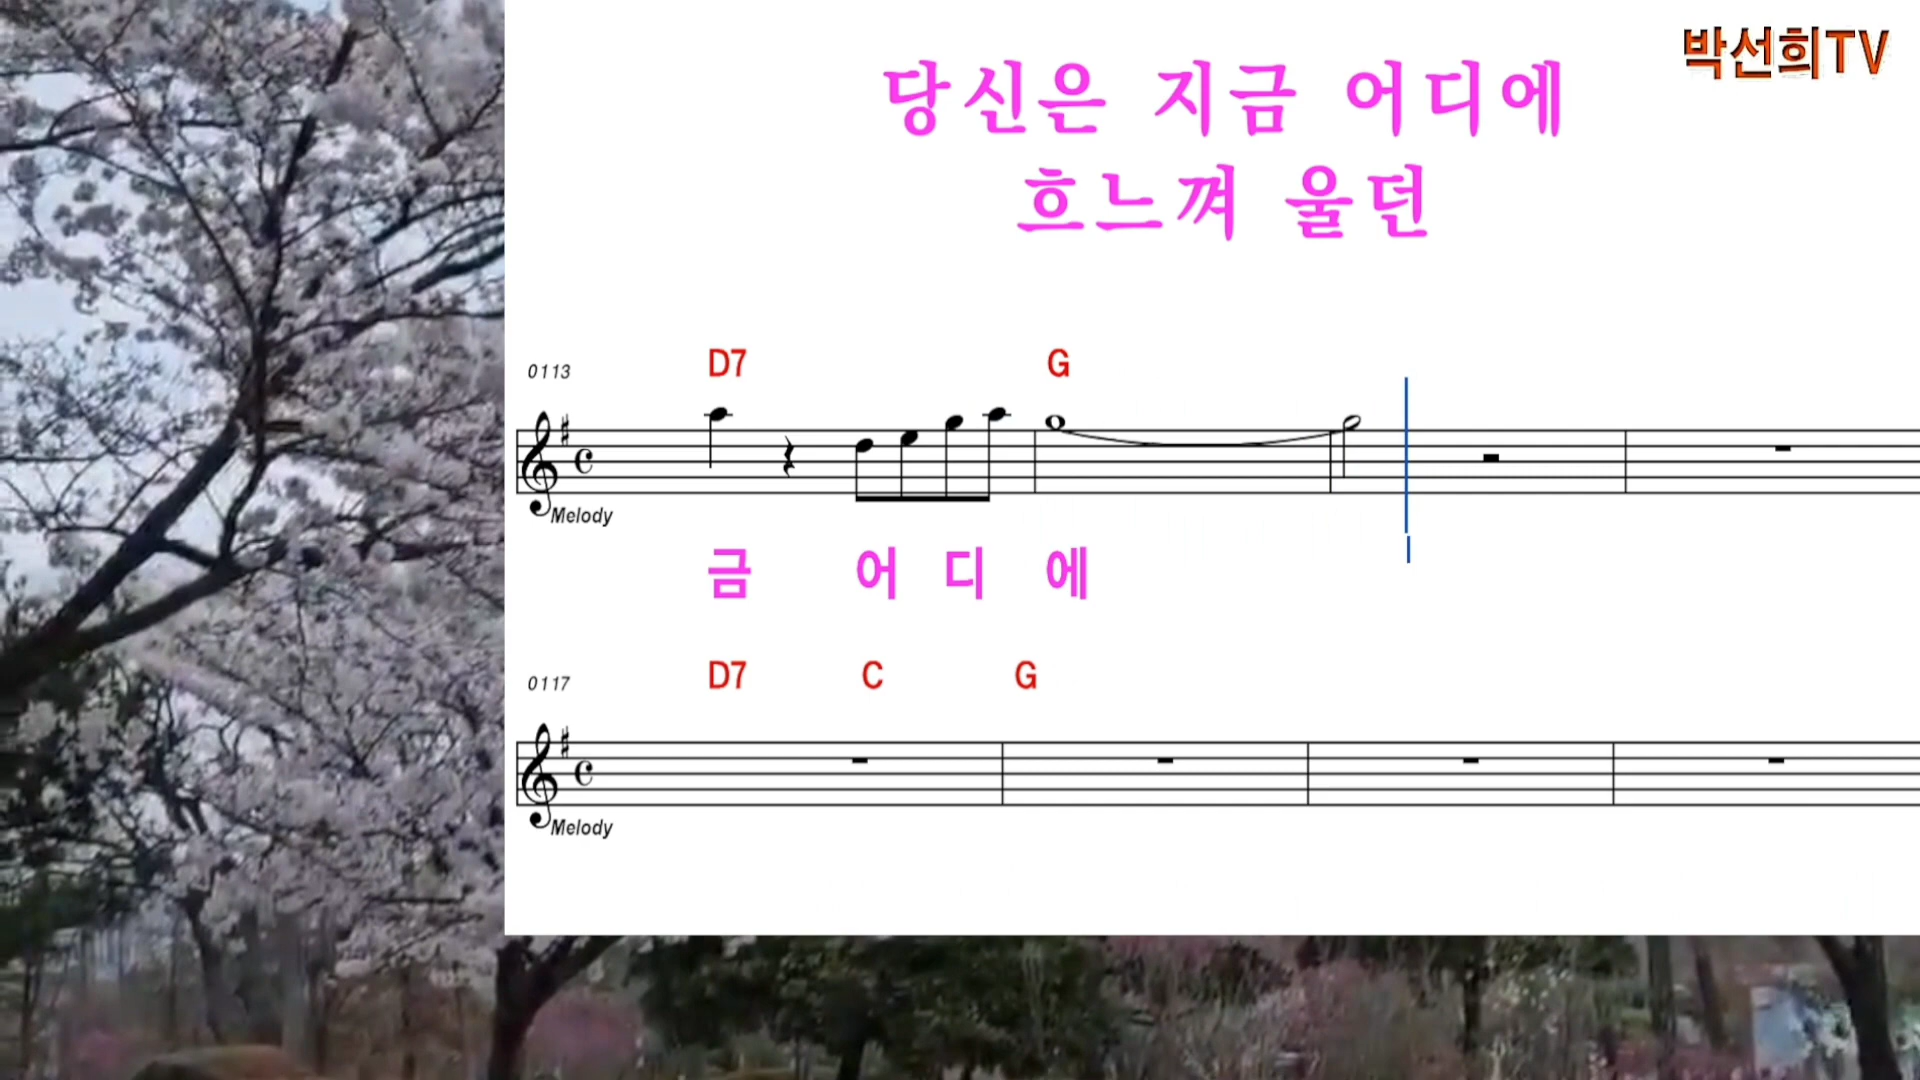 박선희TV
당신은 지금 어디에
흐느껴 울던
0113 D7 G
Melody
금 어 디 에
0117 D7 C G
Melody